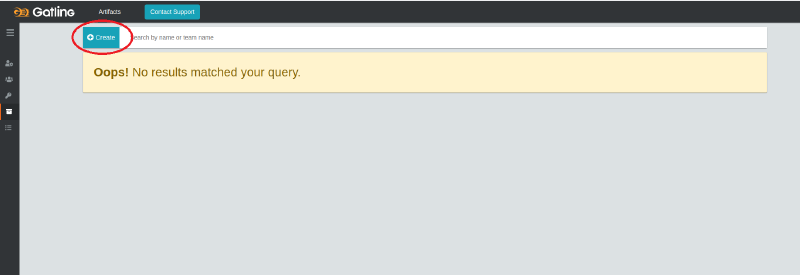 Gatling Artifacts Contact Support
Create Search by name or team name
Oops! No results matched your query.